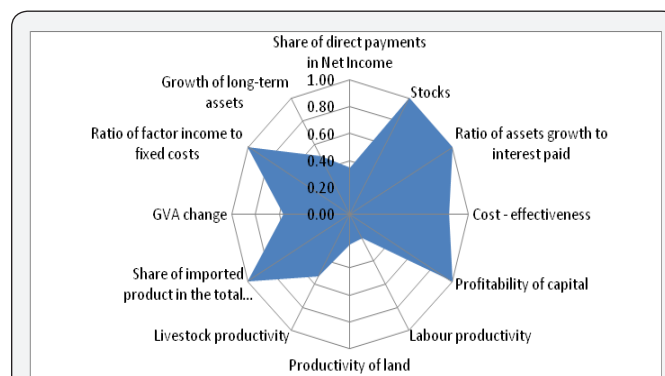 Share of direct payments
in Net Income
Stocks
Ratio of assets growth to
interest paid
Cost - effectiveness
Profitability of capital
Labour productivity
Productivity of land
Livestock productivity
Share of imported
product in the total...
GVA change
Ratio of factor income to
fixed costs
Growth of long-term
assets
1.00
0.80
0.60
0.40
0.20
0.00